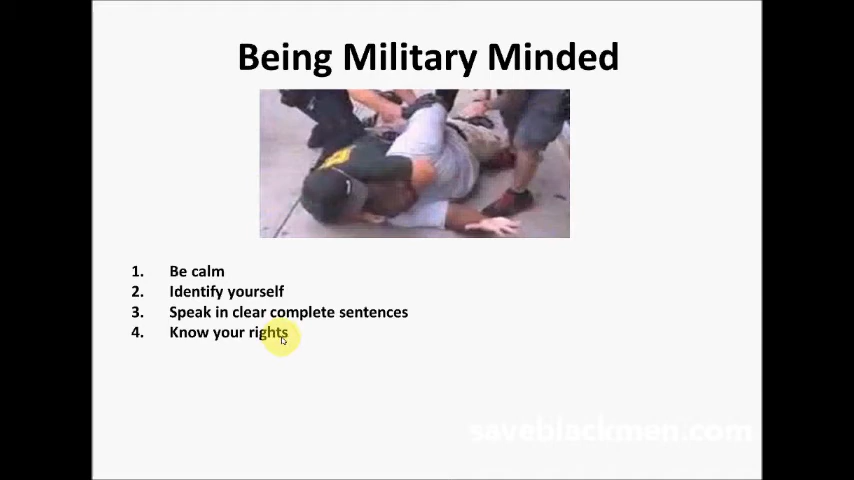 Being Military Minded
1. Be calm
2. Identify yourself
3. Speak in clear complete sentences
4. Know your rights
saveblackmen.com